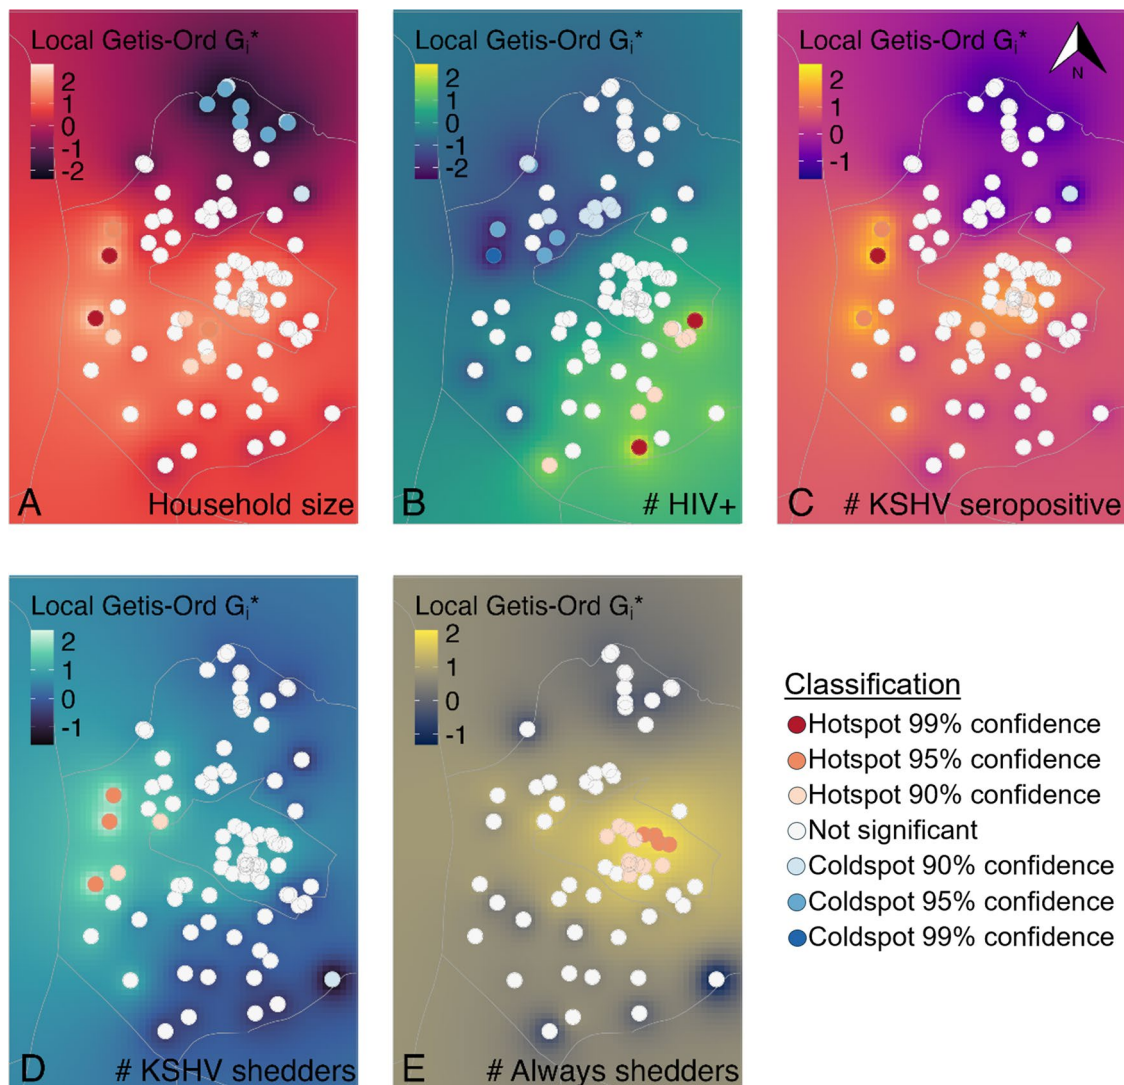 Local Getis-Ord Gi*
2
1
0
-1
-2
A
Household size
Local Getis-Ord Gi*
2
1
0
-1
-2
B
# HIV+
Local Getis-Ord Gi*
2
1
0
-1
N
C
# KSHV seropositive
Local Getis-Ord Gi*
2
1
0
-1
D
# KSHV shedders
Local Getis-Ord Gi*
2
1
0
-1
E
# Always shedders
Classification
Hotspot 99% confidence
Hotspot 95% confidence
Hotspot 90% confidence
Not significant
Coldspot 90% confidence
Coldspot 95% confidence
Coldspot 99% confidence